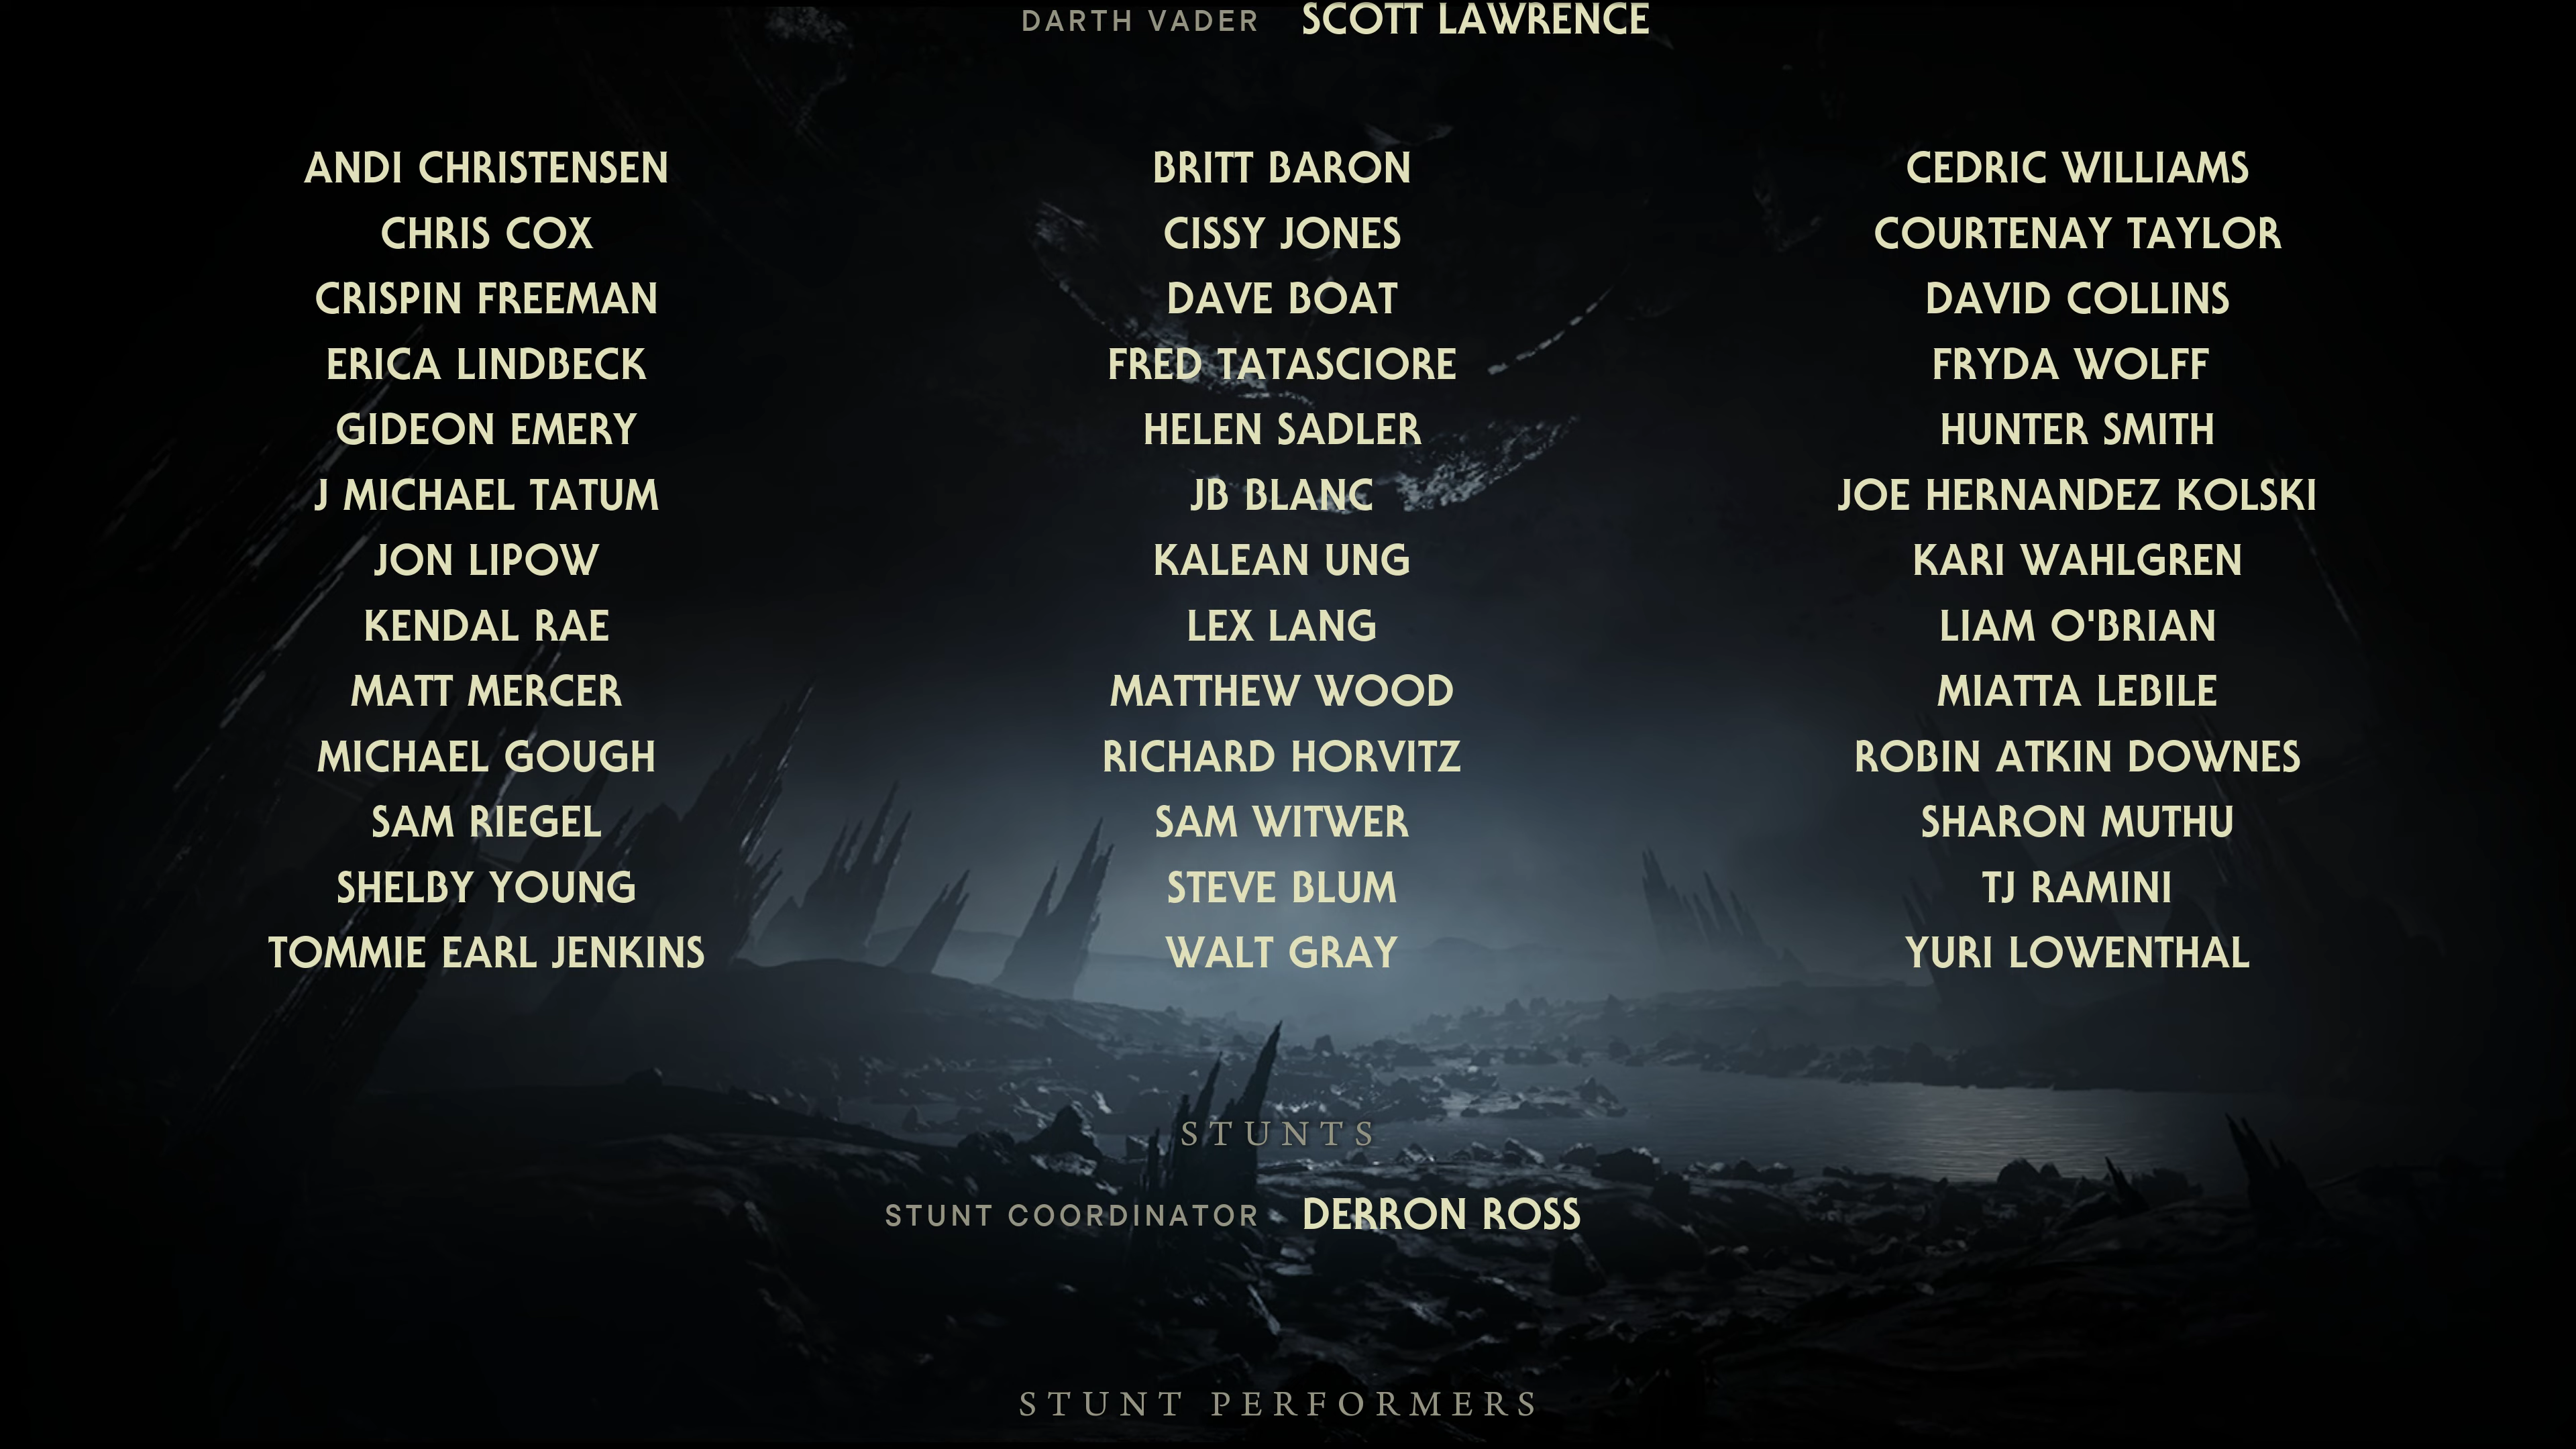 DARTH VADER SCOTT LAWRENCE
ANDI CHRISTENSEN BRITT BARON CEDRIC WILLIAMS
CHRIS COX CISSY JONES COURTENAY TAYLOR
CRISPIN FREEMAN DAVE BOAT DAVID COLLINS
ERICA LINDBECK FRED TATASCIORE FRYDA WOLFF
GIDEON EMERY HELEN SADLER HUNTER SMITH
J MICHAEL TATUM JB BLANC JOE HERNANDEZ KOLSKI
JON LIPOW KALEAN UNG KARI WAHLGREN
KENDAL RAE LEX LANG LIAM O'BRIAN
MATT MERCER MATTHEW WOOD MIATTA LEBILE
MICHAEL GOUGH RICHARD HORVITZ ROBIN ATKIN DOWNES
SAM RIEGEL SAM WITWER SHARON MUTHU
SHELBY YOUNG STEVE BLUM TJ RAMINI
TOMMIE EARL JENKINS WALT GRAY YURI LOWENTHAL
STUNTS
STUNT COORDINATOR DERRON ROSS
STUNT PERFORMERS